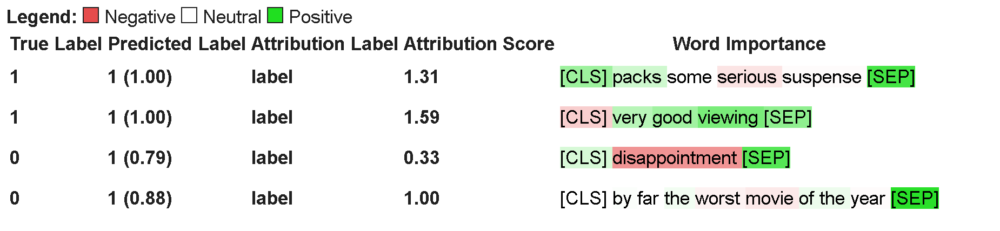 Legend: Negative Neutral Positive
True Label Predicted Label Attribution Label Attribution Score Word Importance
1 1 (1.00) label 1.31 [CLS] packs some serious suspense [SEP]
1 1 (1.00) label 1.59 [CLS] very good viewing [SEP]
0 1 (0.79) label 0.33 [CLS] disappointment [SEP]
0 1 (0.88) label 1.00 [CLS] by far the worst movie of the year [SEP]